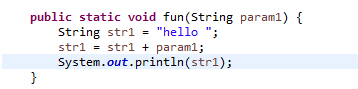 public static void fun(String param1) {
    String str1 = "hello ";
    str1 = str1 + param1;
    System.out.println(str1);
}